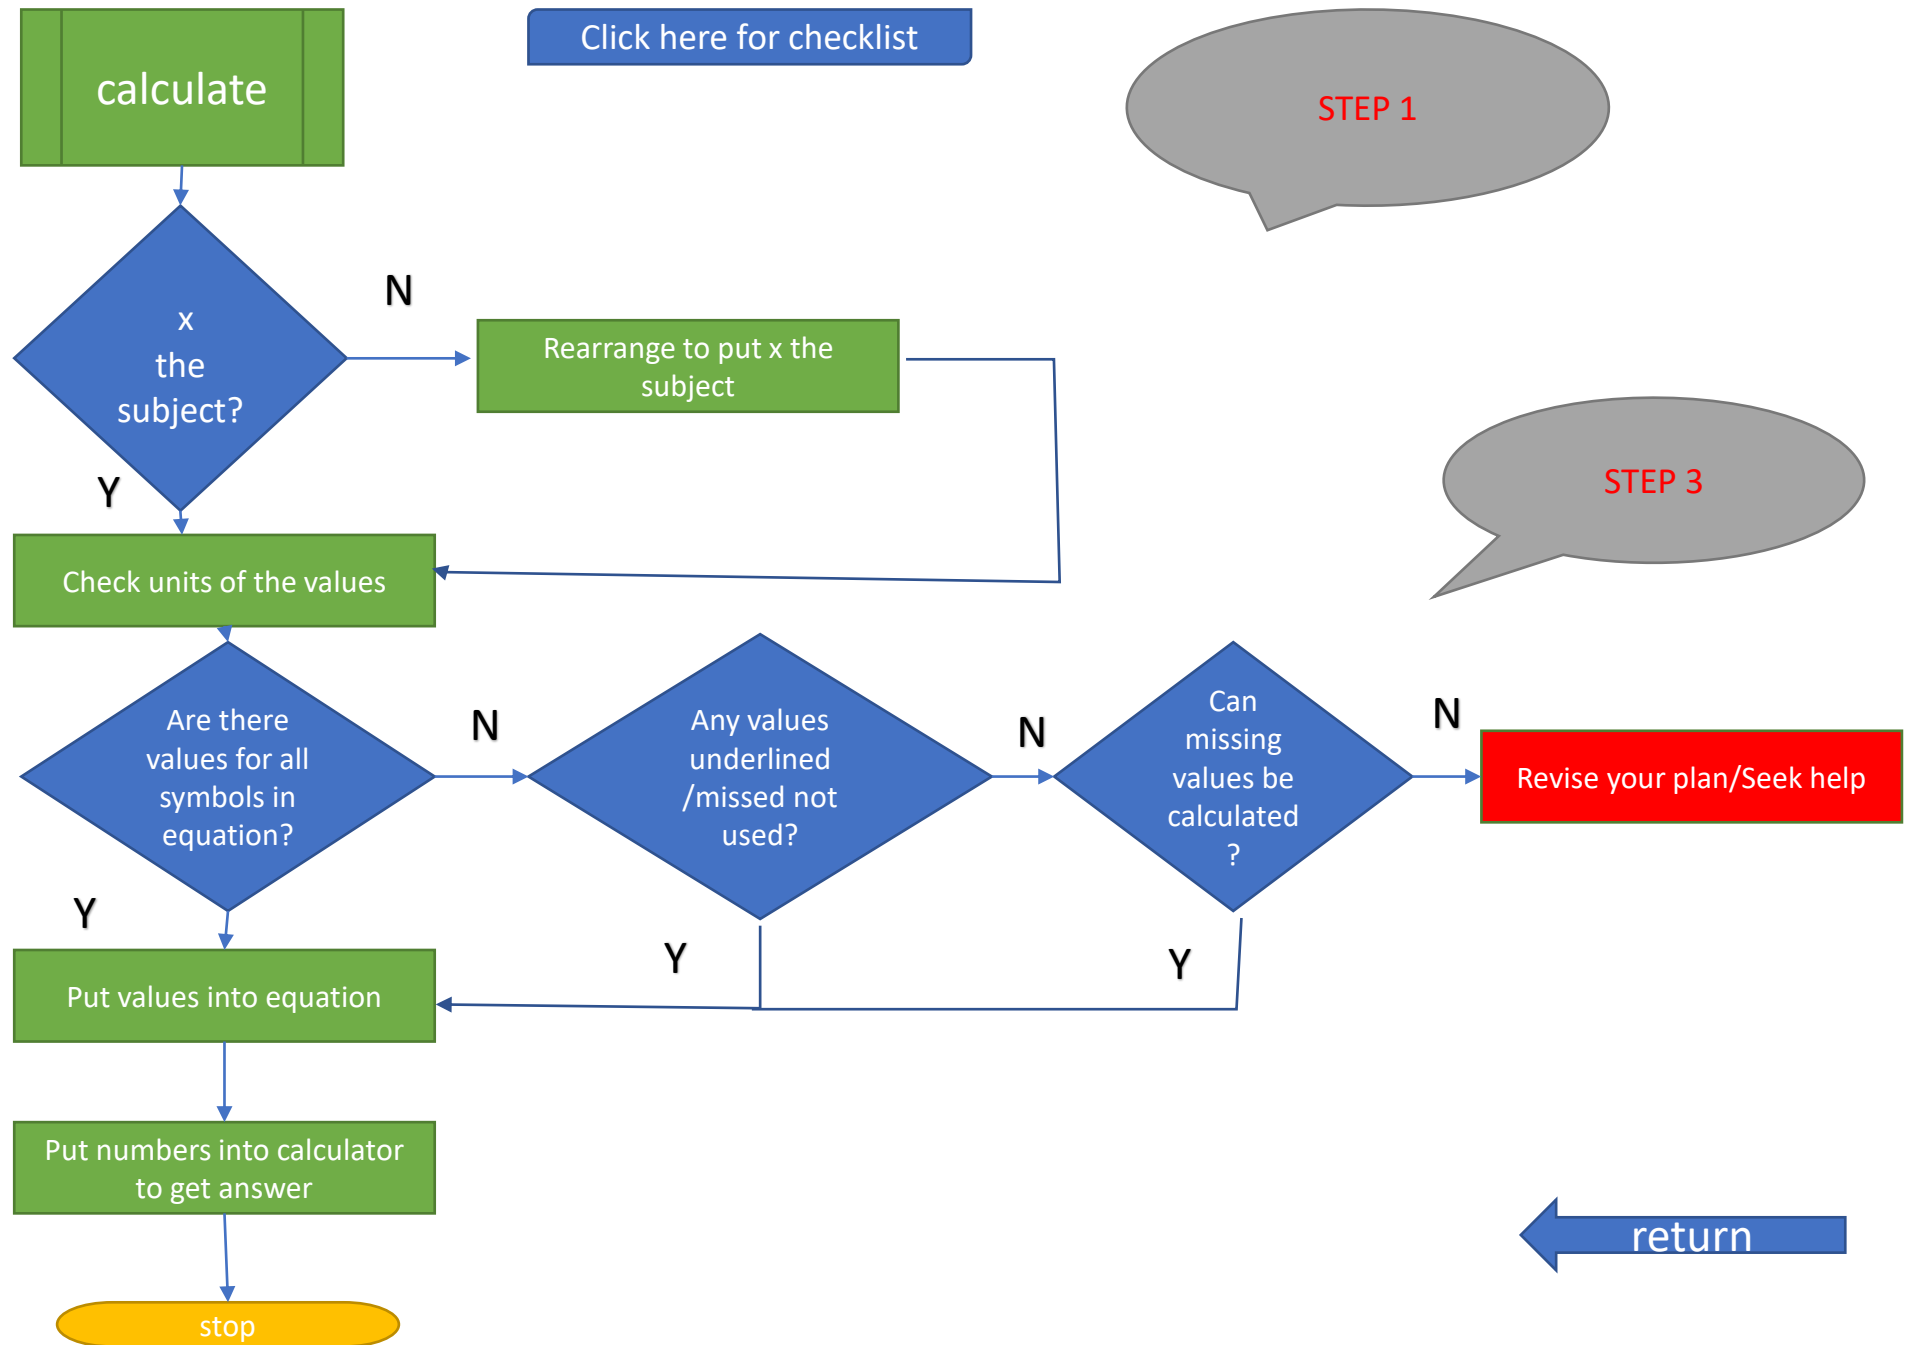 calculate
Click here for checklist
STEP 1
x
the
subject?
N
Rearrange to put x the
subject
Y
STEP 3
Check units of the values
Are there
values for all
symbols in
equation?
N
Any values
underlined
/missed not
used?
N
Can
missing
values be
calculated
?
N
Revise your plan/Seek help
Y
Y
Y
Put values into equation
Put numbers into calculator
to get answer
return
stop